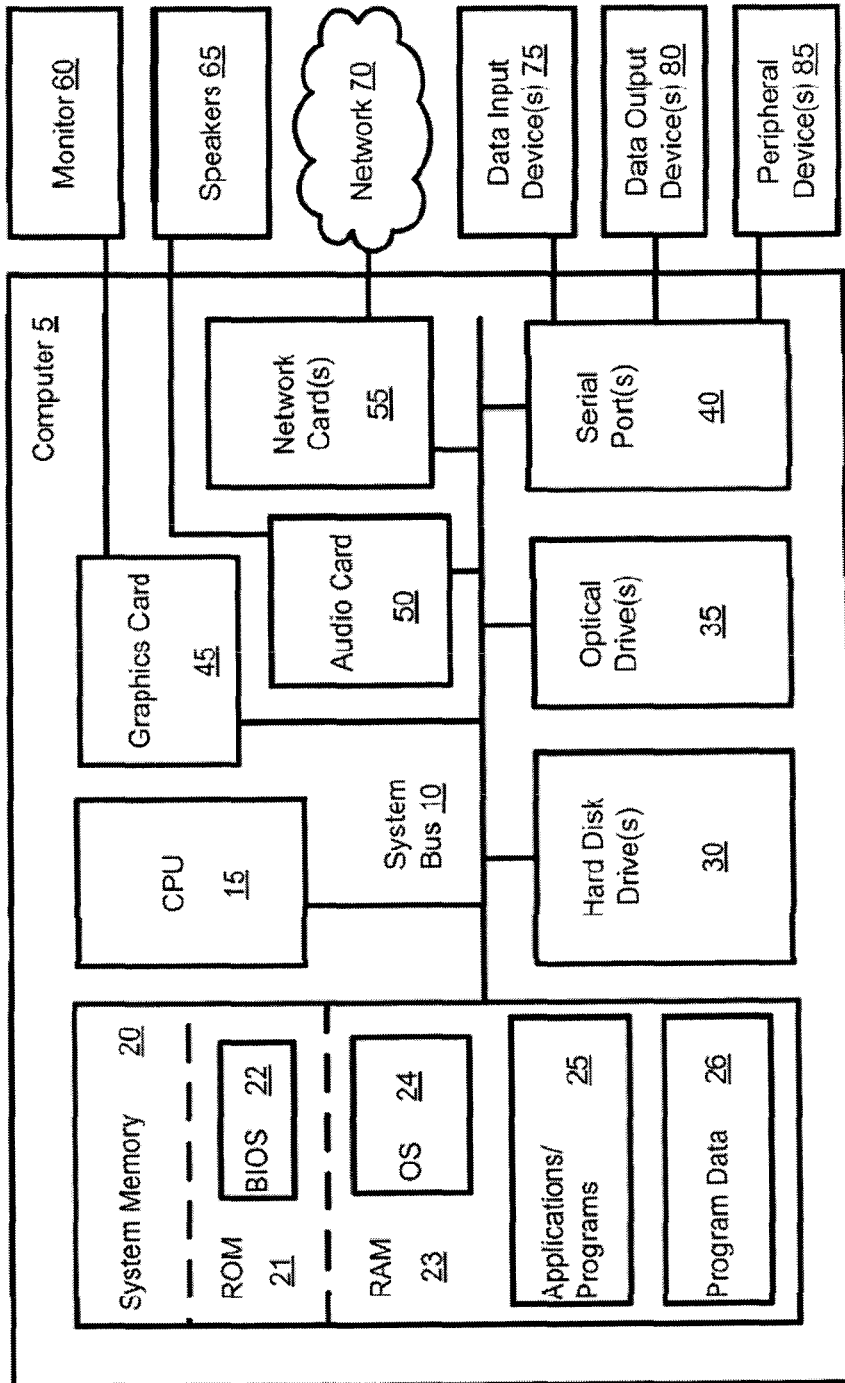 Computer 5
System Memory 20
ROM
21
BIOS 22
RAM
23
OS 24
Applications/
Programs
25
Program Data 26
CPU
15
System
Bus 10
Graphics Card
45
Audio Card
50
Network
Card(s)
55
Hard Disk
Drive(s)
30
Optical
Drive(s)
35
Serial
Port(s)
40
Monitor 60
Speakers 65
Network 70
Data Input
Device(s) 75
Data Output
Device(s) 80
Peripheral
Device(s) 85